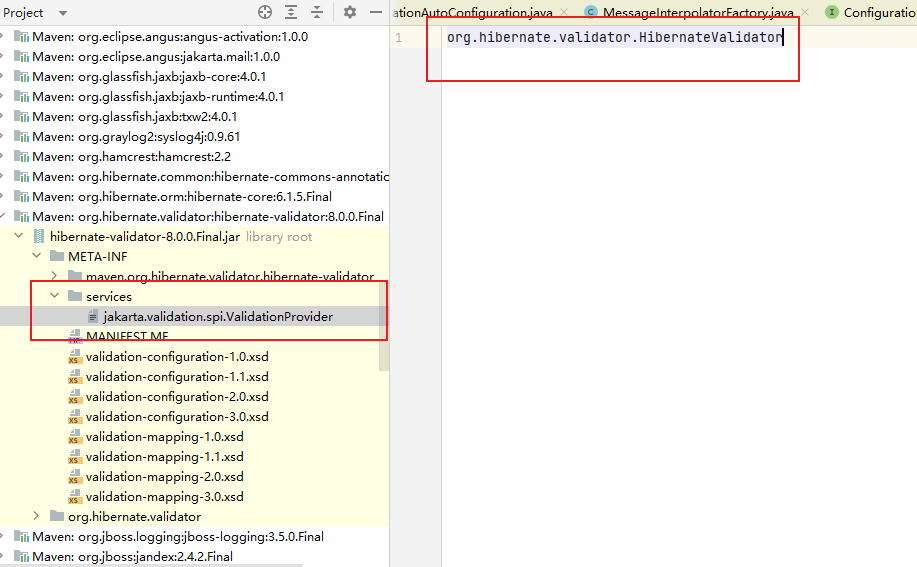 Project
Maven: org.eclipse.angus:angus-activation:1.0.0
Maven: org.eclipse.angus:jakarta.mail:1.0.0
Maven: org.glassfish.jaxb:jaxb-core:4.0.1
Maven: org.glassfish.jaxb:jaxb-runtime:4.0.1
Maven: org.glassfish.jaxb:txw2:4.0.1
Maven: org.graylog2:syslog4j:0.9.61
Maven: org.hamcrest:hamcrest:2.2
Maven: org.hibernate.common:hibernate-commons-annotatio
Maven: org.hibernate.orm:hibernate-core:6.1.5.Final
Maven: org.hibernate.validator:hibernate-validator:8.0.0.Final
hibernate-validator-8.0.0.Final.jar library root
META-INF
maven.org.hibernate.validator.hibernate-validator
services
jakarta.validation.spi.ValidationProvider
MANIFEST.MF
validation-configuration-1.0.xsd
validation-configuration-1.1.xsd
validation-configuration-2.0.xsd
validation-configuration-3.0.xsd
validation-mapping-1.0.xsd
validation-mapping-1.1.xsd
validation-mapping-2.0.xsd
validation-mapping-3.0.xsd
org.hibernate.validator
Maven: org.jboss.logging:jboss-logging:3.5.0.Final
Maven: org.jboss:jandex:2.4.2.Final
ationAutoConfiguration.java MessageInterpolatorFactory.java Configuratio
1 org.hibernate.validator.HibernateValidator